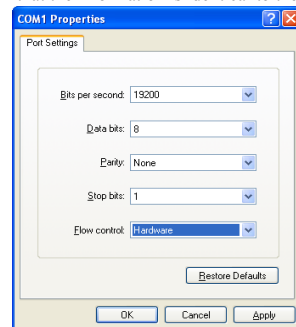 COM1 Properties
Port Settings
Bits per second: 19200
Data bits: 8
Parity: None
Stop bits: 1
Flow control: Hardware
Restore Defaults
OK Cancel Apply